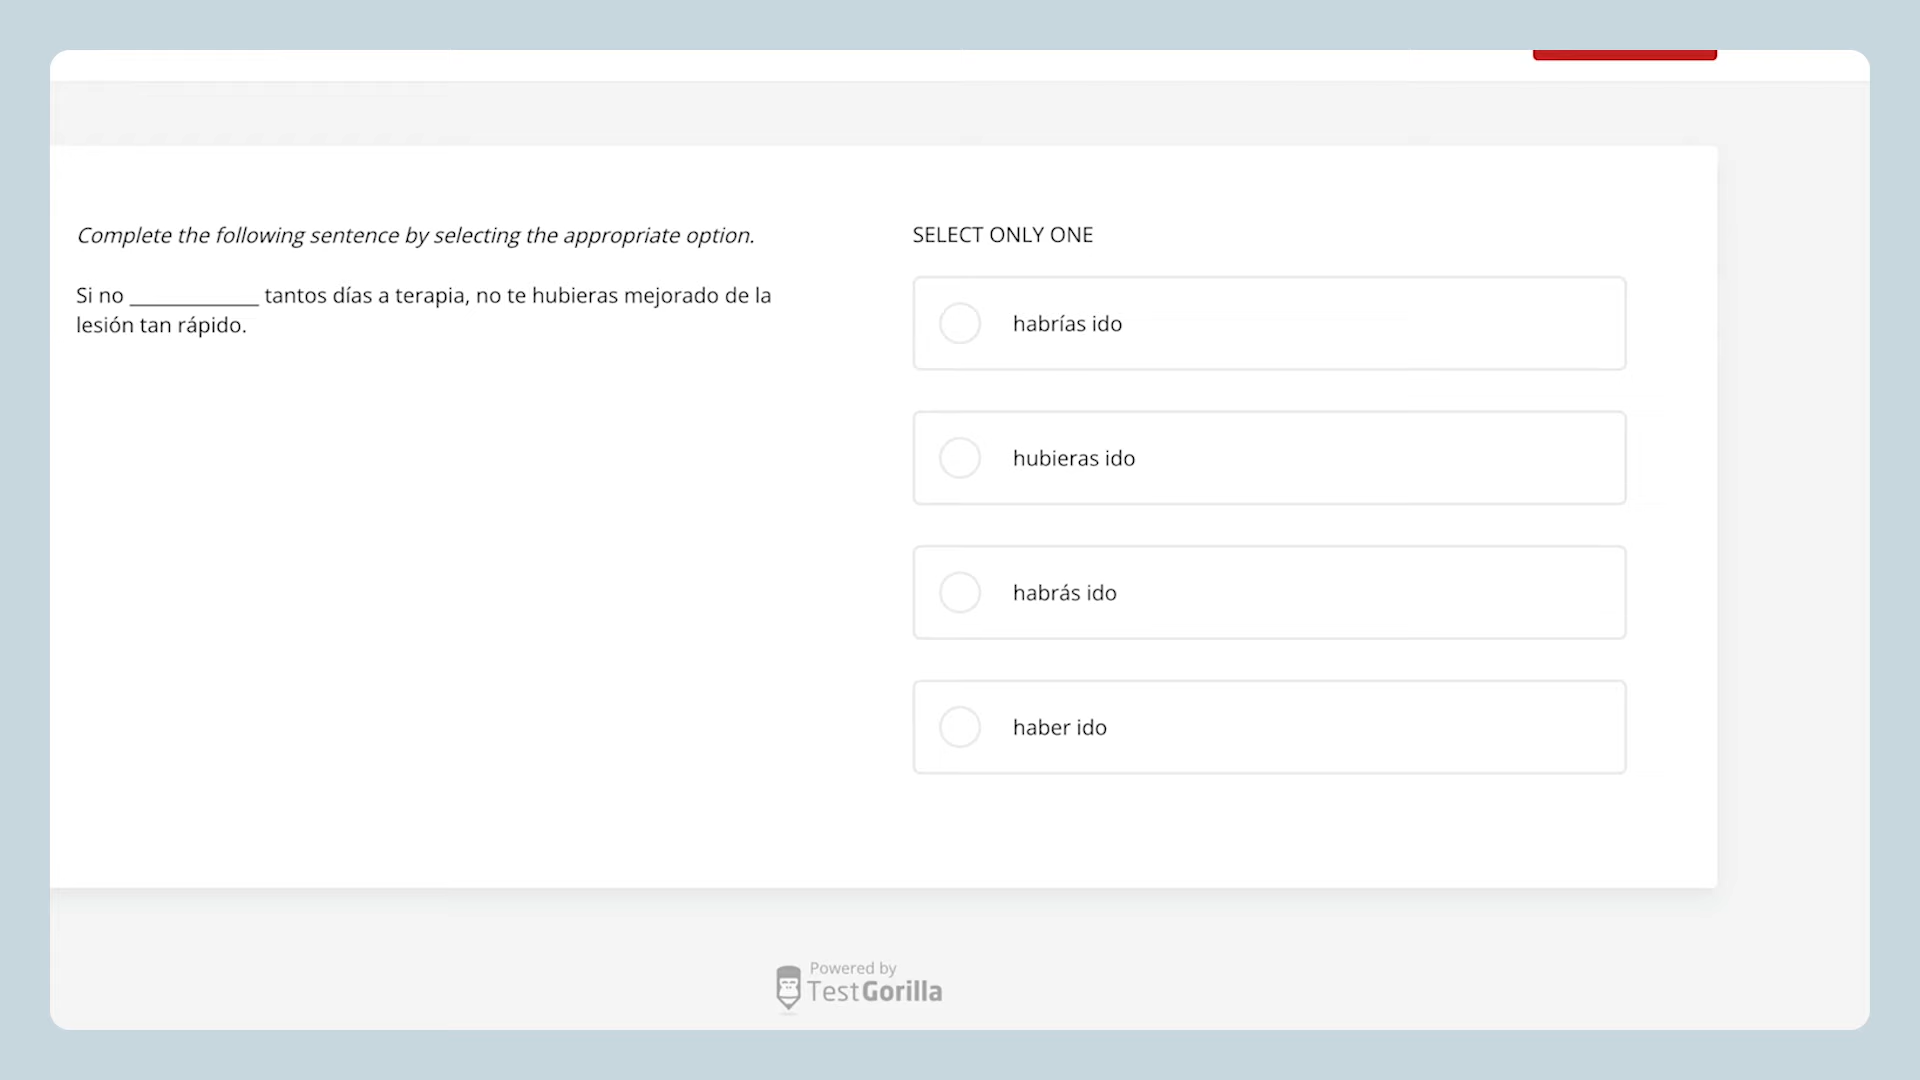 Complete the following sentence by selecting the appropriate option.
Si no ____________ tantos días a terapia, no te hubieras mejorado de la
lesión tan rápido.
SELECT ONLY ONE
habrías ido
hubieras ido
habrás ido
haber ido
Powered by
TestGorilla